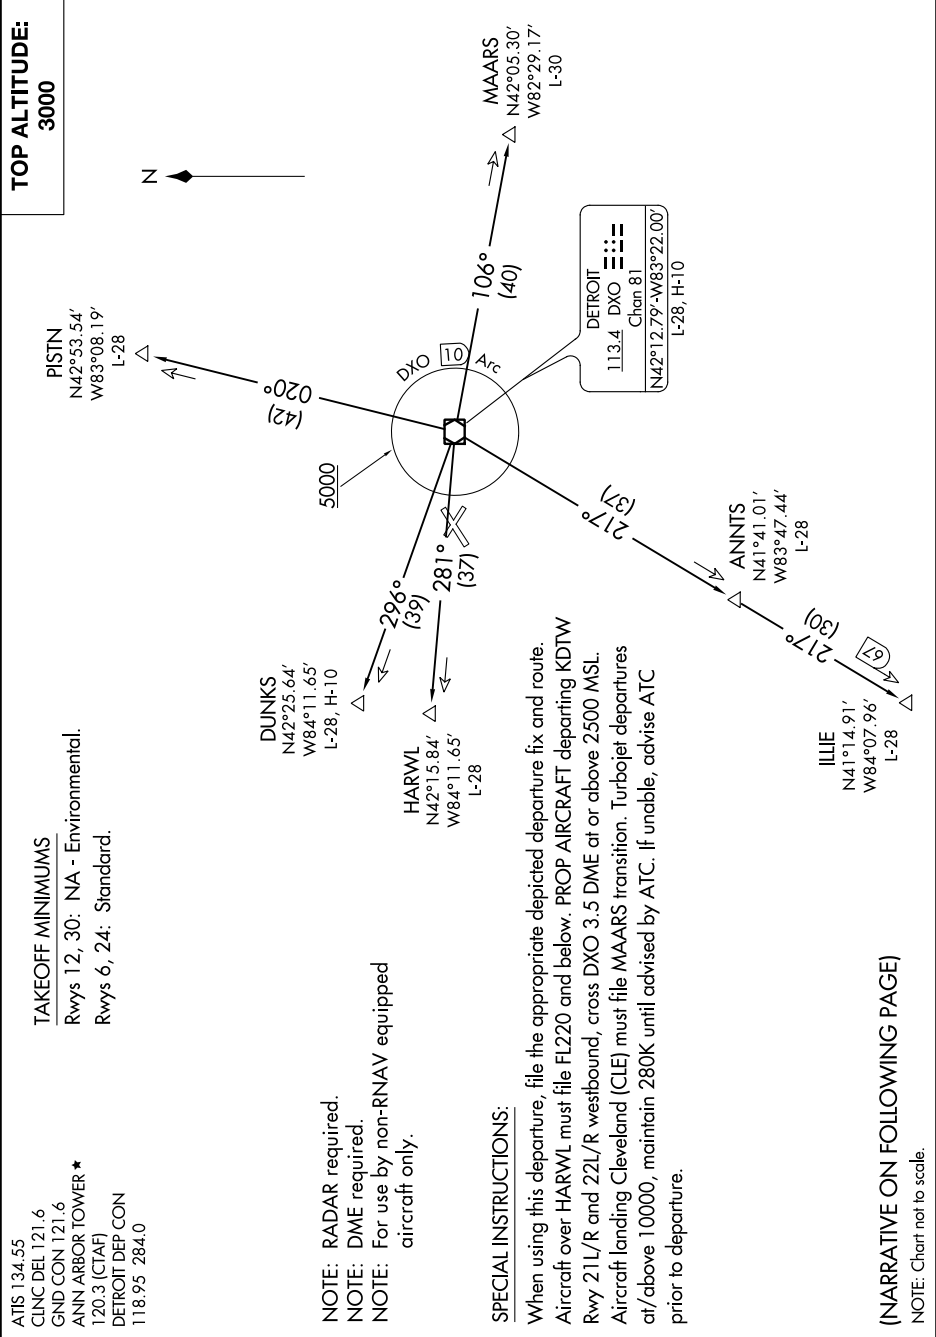 TOP ALTITUDE:
3000
ATIS 134.55
CLNC DEL 121.6
GND CON 121.6
ANN ARBOR TOWER ★
120.3 (CTAF)
DETROIT DEP CON
118.95 284.0
TAKEOFF MINIMUMS
Rwys 12, 30: NA - Environmental.
Rwys 6, 24: Standard.
N
PISTN
N42°53.54'
W83°08.19'
L-28
020°
(42)
MAARS
N42°05.30'
W82°29.17'
L-30
106°
(40)
5000
DXO 10 Arc
DETROIT
113.4 DXO
Chan 81
N42°12.79'-W83°22.00'
L-28, H-10
DUNKS
N42°25.64'
W84°11.65'
L-28, H-10
296°
(39)
HARWL
N42°15.84'
W84°11.65'
L-28
281°
(37)
217°
(37)
ANNTS
N41°41.01'
W83°47.44'
L-28
217°
(30)
67
ILLIE
N41°14.91'
W84°07.96'
L-28
NOTE: RADAR required.
NOTE: DME required.
NOTE: For use by non-RNAV equipped
aircraft only.
SPECIAL INSTRUCTIONS:
When using this departure, file the appropriate depicted departure fix and route.
Aircraft over HARWL must file FL220 and below. PROP AIRCRAFT departing KDTW
Rwy 21L/R and 22L/R westbound, cross DXO 3.5 DME at or above 2500 MSL.
Aircraft landing Cleveland (CLE) must file MAARS transition. Turbojet departures
at/above 10000, maintain 280K until advised by ATC. If unable, advise ATC
prior to departure.
(NARRATIVE ON FOLLOWING PAGE)
NOTE: Chart not to scale.